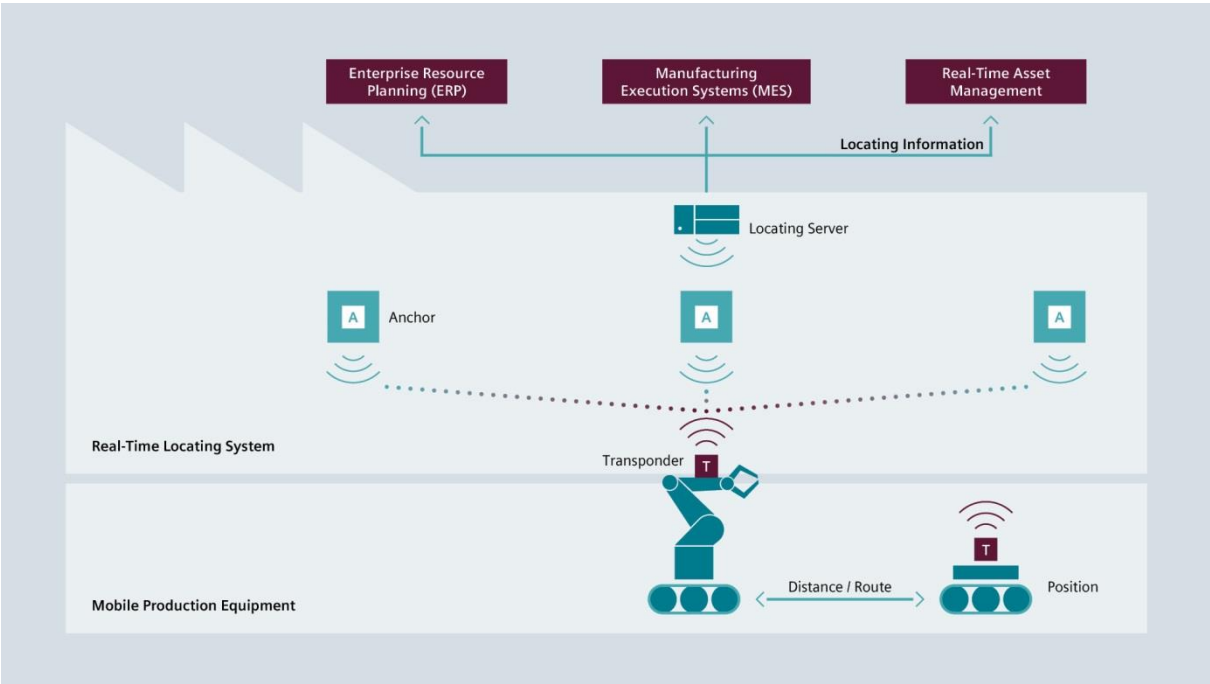 Enterprise Resource
Planning (ERP)
Manufacturing
Execution Systems (MES)
Real-Time Asset
Management
Locating Information
Locating Server
A
Anchor
A
A
Real-Time Locating System
Transponder
T
T
Distance / Route
Position
Mobile Production Equipment